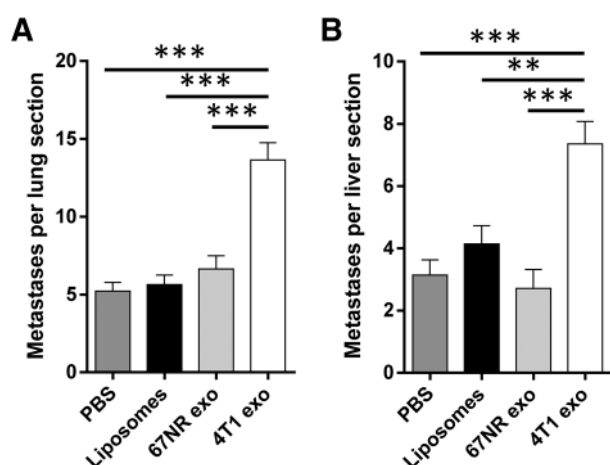 A
***
***
***
Metastases per lung section
20
15
10
5
0
PBS
Liposomes
67NR exo
4T1 exo
B
***
**
***
Metastases per liver section
10
8
6
4
2
0
PBS
Liposomes
67NR exo
4T1 exo